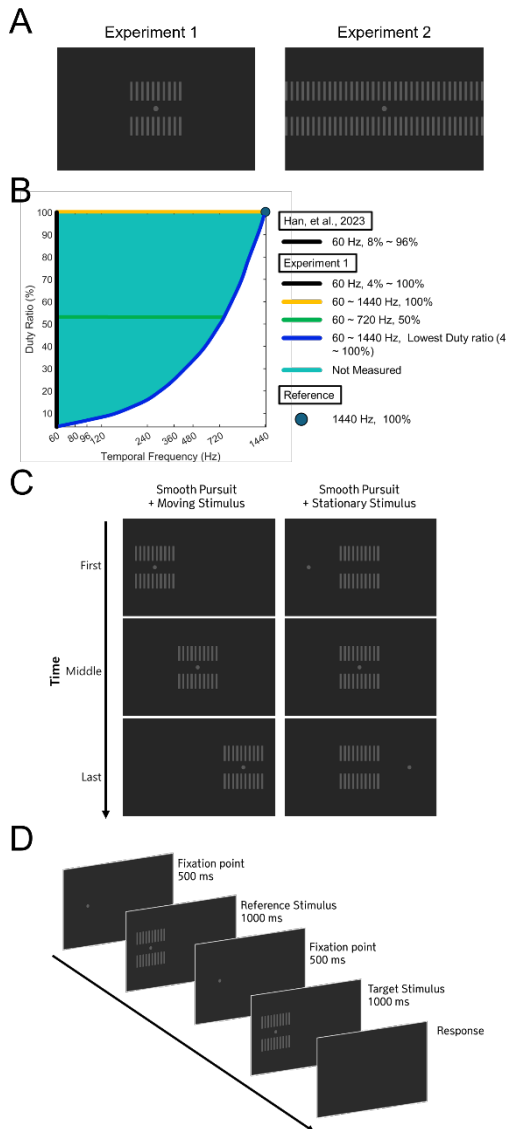 A
Experiment 1
Experiment 2
B
Duty Ratio (%)
100
90
80
70
60
50
40
30
20
10
60
80
96
120
240
360
480
720
1440
Temporal Frequency (Hz)
Han, et al., 2023
60 Hz, 8% ~ 96%
Experiment 1
60 Hz, 4% ~ 100%
60 ~ 1440 Hz, 100%
60 ~ 720 Hz, 50%
60 ~ 1440 Hz, Lowest Duty ratio (4
~ 100%)
Not Measured
Reference
1440 Hz, 100%
C
Smooth Pursuit
+ Moving Stimulus
Smooth Pursuit
+ Stationary Stimulus
Time
First
Middle
Last
D
Fixation point
500 ms
Reference Stimulus
1000 ms
Fixation point
500 ms
Target Stimulus
1000 ms
Response